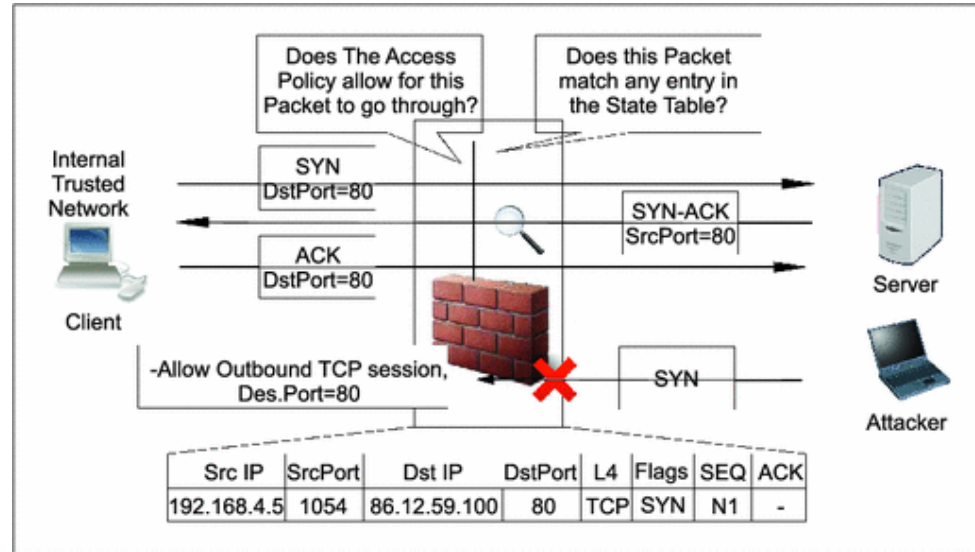 Does The Access
Policy allow for this
Packet to go through?
Does this Packet
match any entry in
the State Table?
Internal
Trusted
Network
Client
SYN
DstPort=80
SYN-ACK
SrcPort=80
ACK
DstPort=80
Server
-Allow Outbound TCP session,
Des.Port=80
SYN
Attacker
Src IP SrcPort Dst IP DstPort L4 Flags SEQ ACK
192.168.4.5 1054 86.12.59.100 80 TCP SYN N1 -